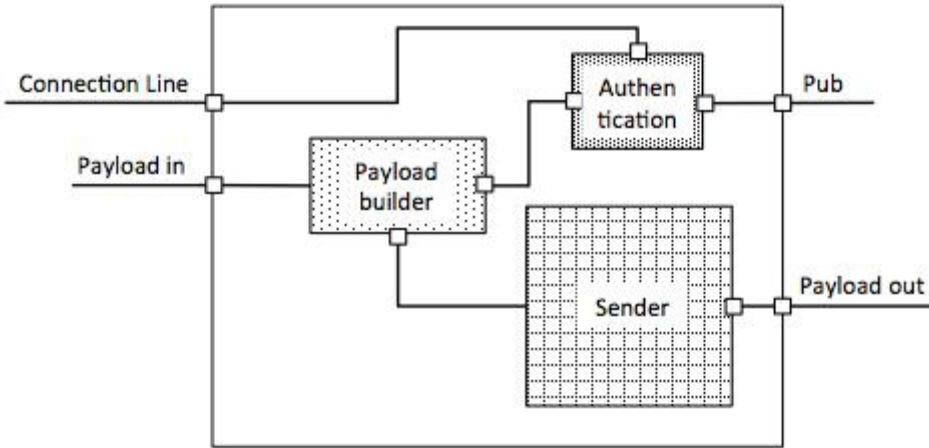 Connection Line
Authen
tication
Pub
Payload in
Payload
builder
Sender
Payload out